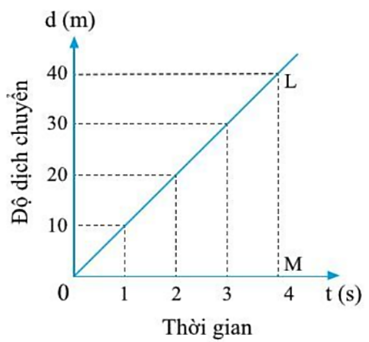 d (m)
Độ dịch chuyển
40
30
20
10
L
M
0
1
2
3
4
t (s)
Thời gian